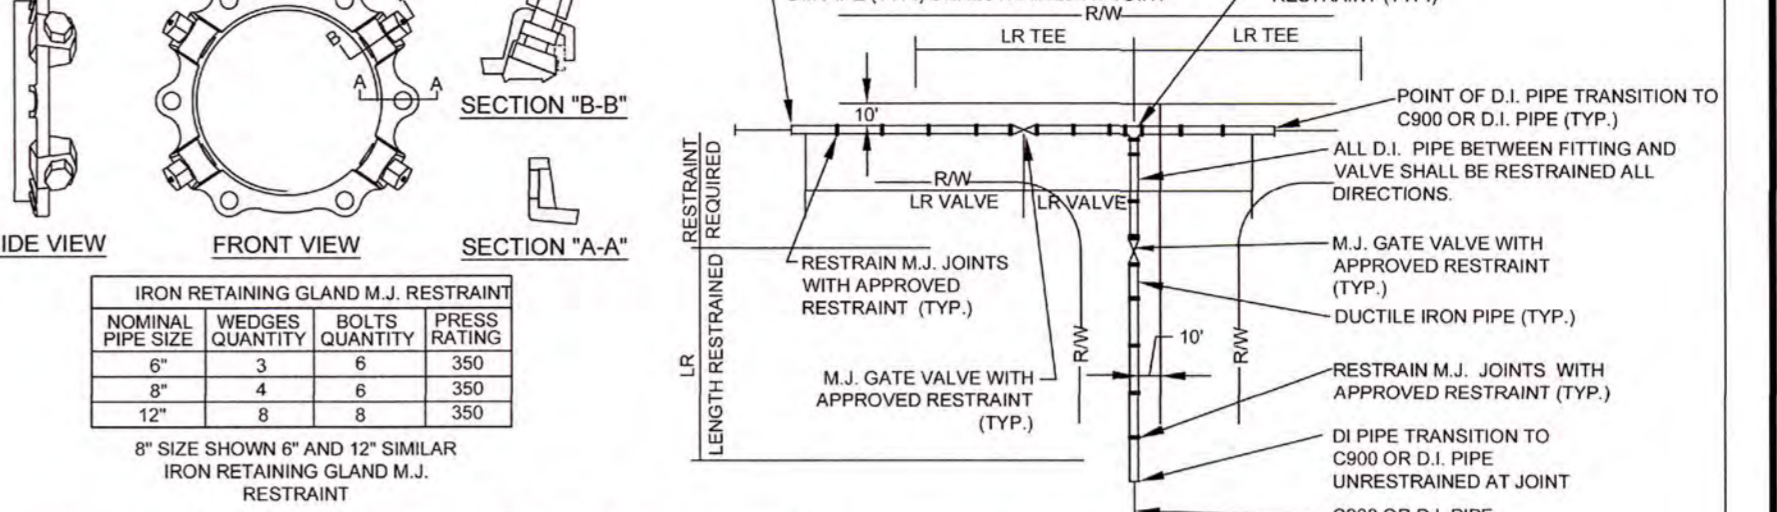 R/W
LR TEE
LR TEE
B
A
A
SECTION "B-B"
10'
POINT OF D.I. PIPE TRANSITION TO
C900 OR D.I. PIPE (TYP.)
ALL D.I. PIPE BETWEEN FITTING AND
VALVE SHALL BE RESTRAINED ALL
DIRECTIONS.
RESTRAINT
REQUIRED
R/W
LR VALVE
LR VALVE
IDE VIEW
FRONT VIEW
SECTION "A-A"
RESTRAIN M.J. JOINTS
WITH APPROVED
RESTRAINT (TYP.)
M.J. GATE VALVE WITH
APPROVED RESTRAINT
(TYP.)
DUCTILE IRON PIPE (TYP.)
IRON RETAINING GLAND M.J. RESTRAINT
NOMINAL PIPE SIZE WEDGES QUANTITY BOLTS QUANTITY PRESS RATING
6" 3 6 350
8" 4 6 350
12" 8 8 350
8" SIZE SHOWN 6" AND 12" SIMILAR
IRON RETAINING GLAND M.J.
RESTRAINT
LR
LENGTH RESTRAINED
R/W
10'
R/W
M.J. GATE VALVE WITH
APPROVED RESTRAINT
(TYP.)
RESTRAIN M.J. JOINTS WITH
APPROVED RESTRAINT (TYP.)
DI PIPE TRANSITION TO
C900 OR D.I. PIPE
UNRESTRAINED AT JOINT